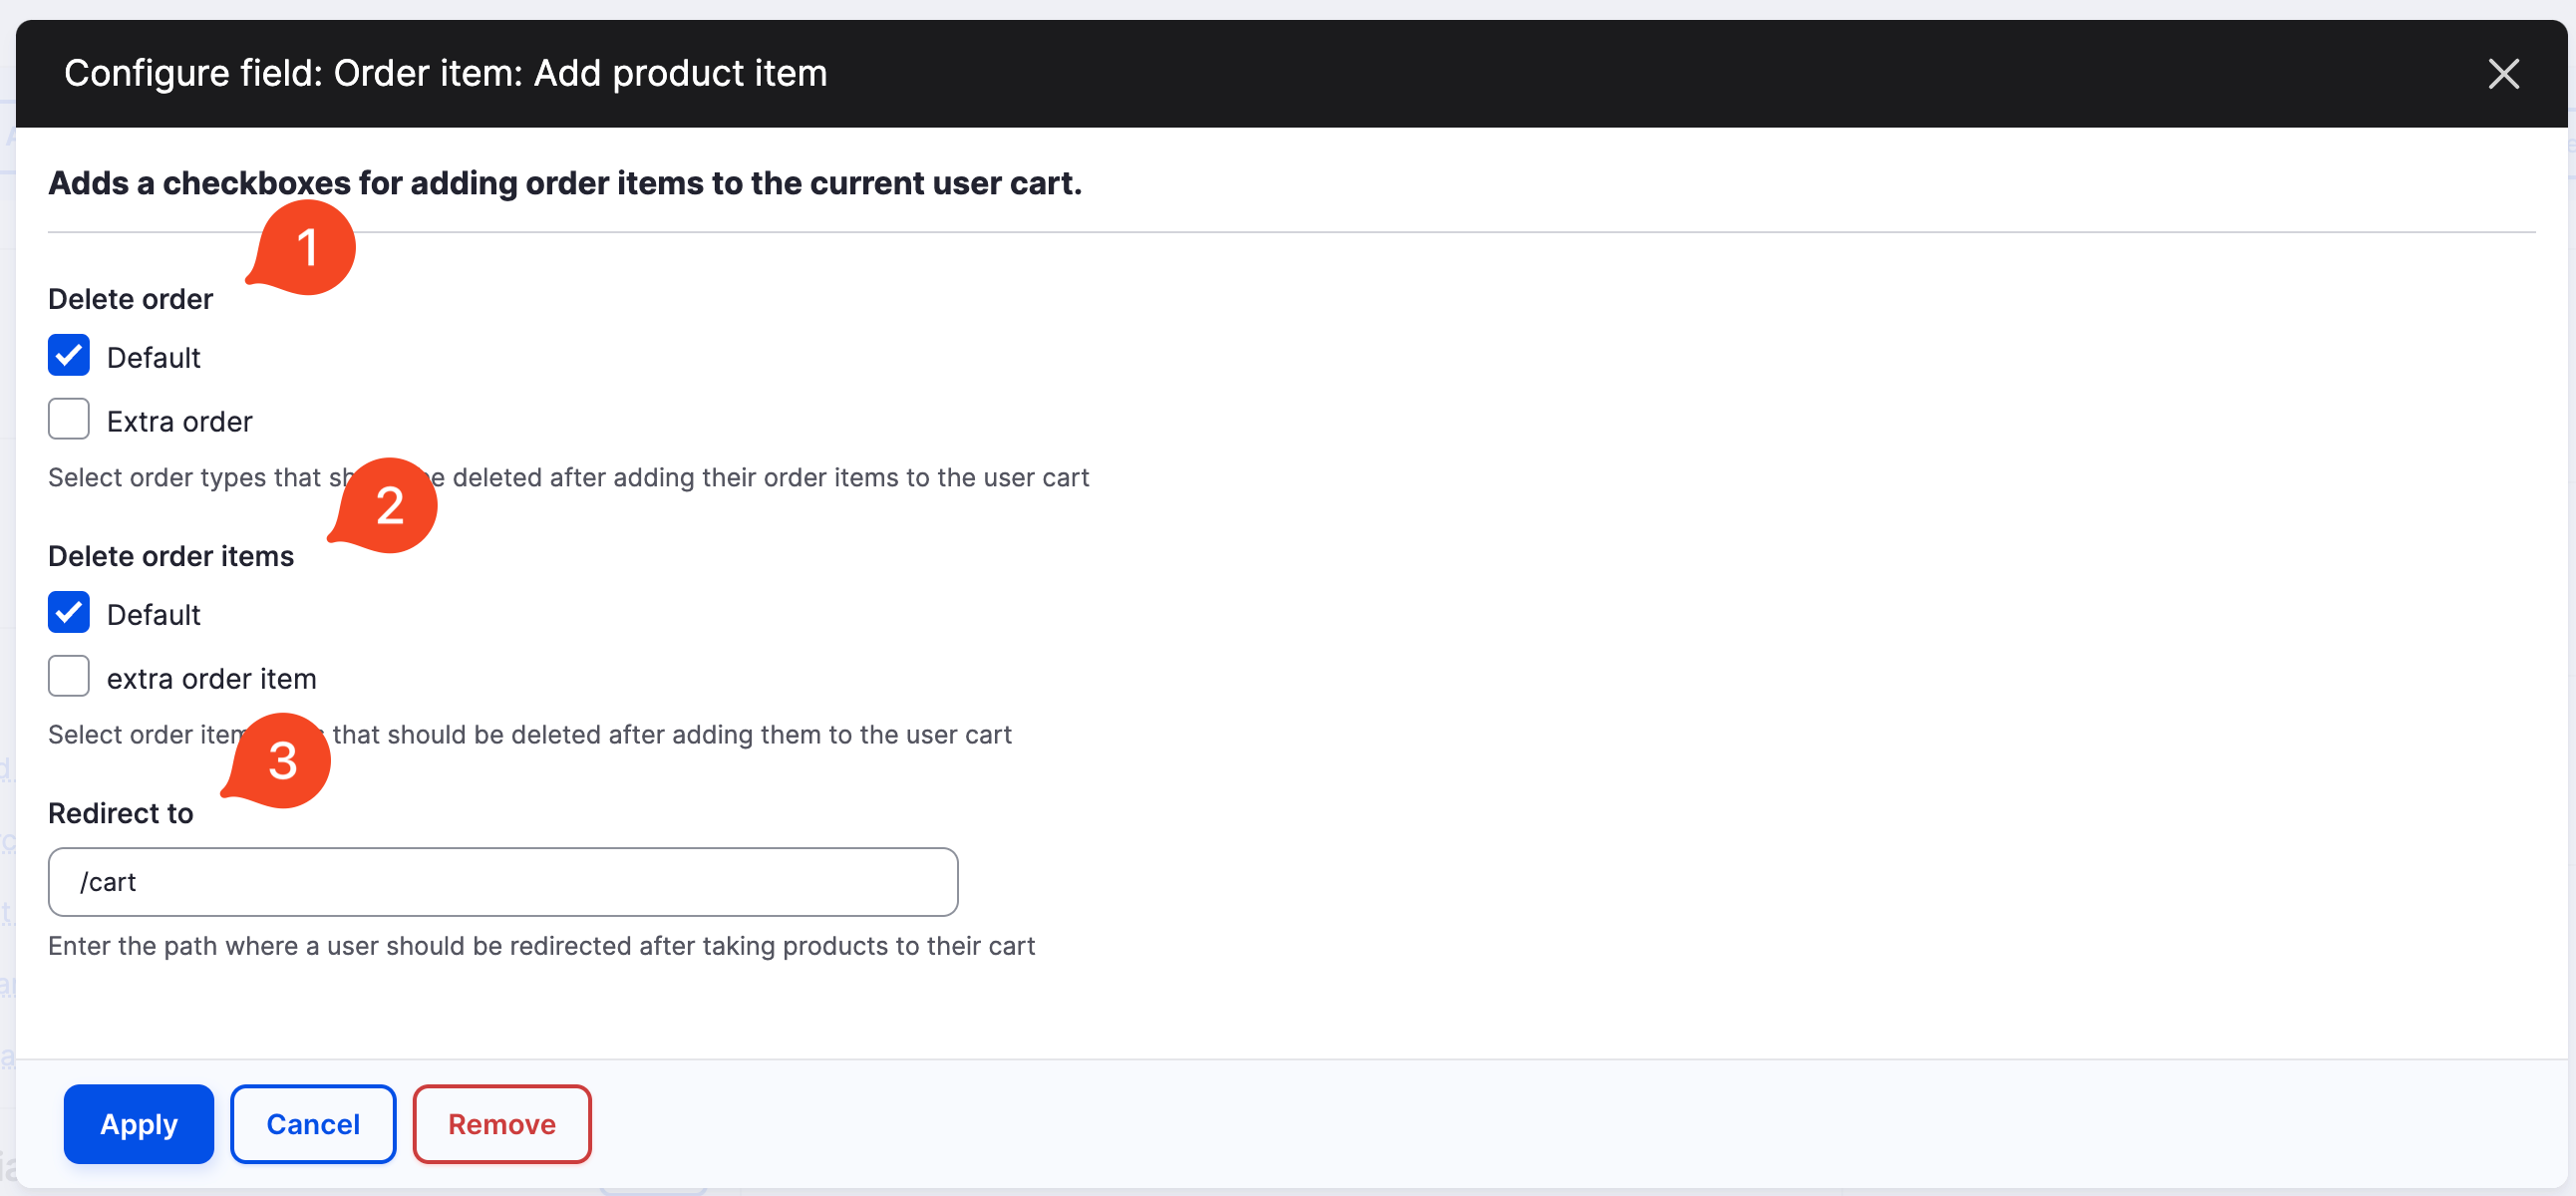 Configure field: Order item: Add product item
Adds a checkboxes for adding order items to the current user cart.
1
Delete order
Default
Extra order
Select order types that deleted after adding their order items to the user cart
2
Delete order items
Default
extra order item
Select order that should be deleted after adding them to the user cart
3
Redirect to
/cart
Enter the path where a user should be redirected after taking products to their cart
Apply
Cancel
Remove